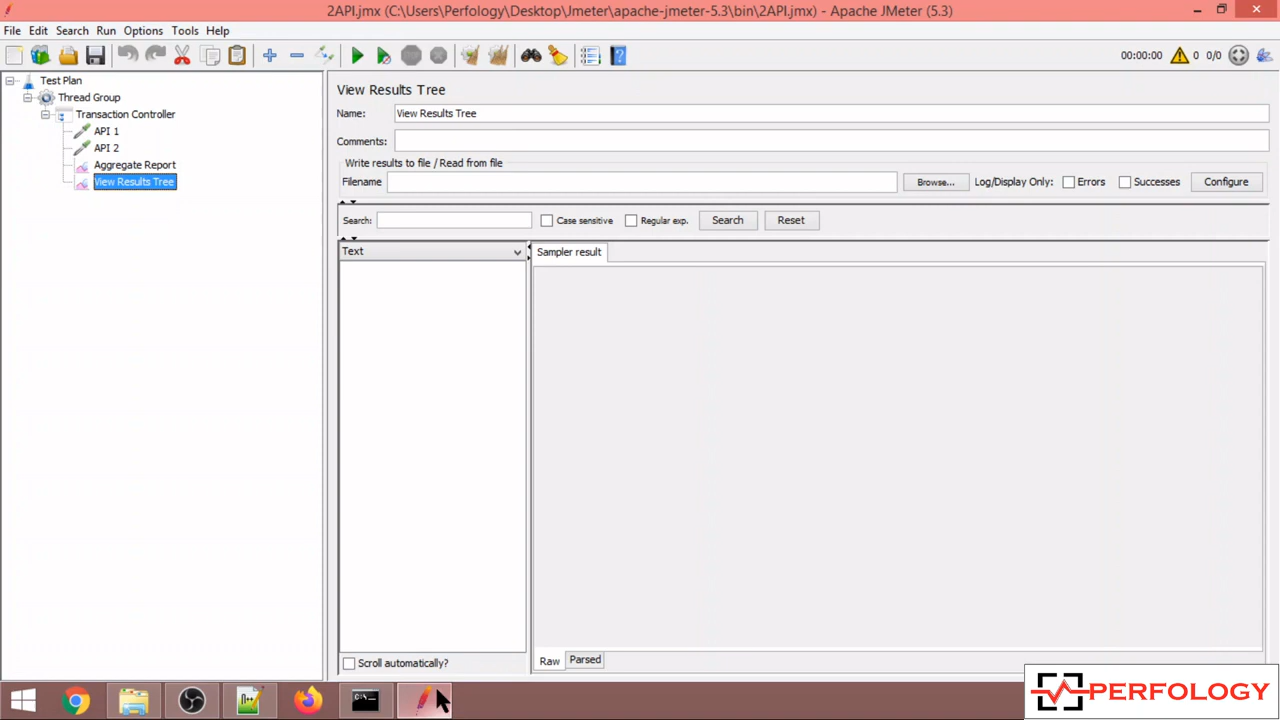 2API.jmx (C:\Users\Perfology\Desktop\Jmeter\apache-jmeter-5.3\bin\2API.jmx) - Apache JMeter (5.3)
File Edit Search Run Options Tools Help
00:00:00 0 0/0
Test Plan
Thread Group
Transaction Controller
API 1
API 2
Aggregate Report
View Results Tree
View Results Tree
Name: View Results Tree
Comments:
Write results to file / Read from file
Filename Browse... Log/Display Only: Errors Successes Configure
Search: Case sensitive Regular exp. Search Reset
Text
Sampler result
Scroll automatically?
Raw Parsed
PERFOLOGY